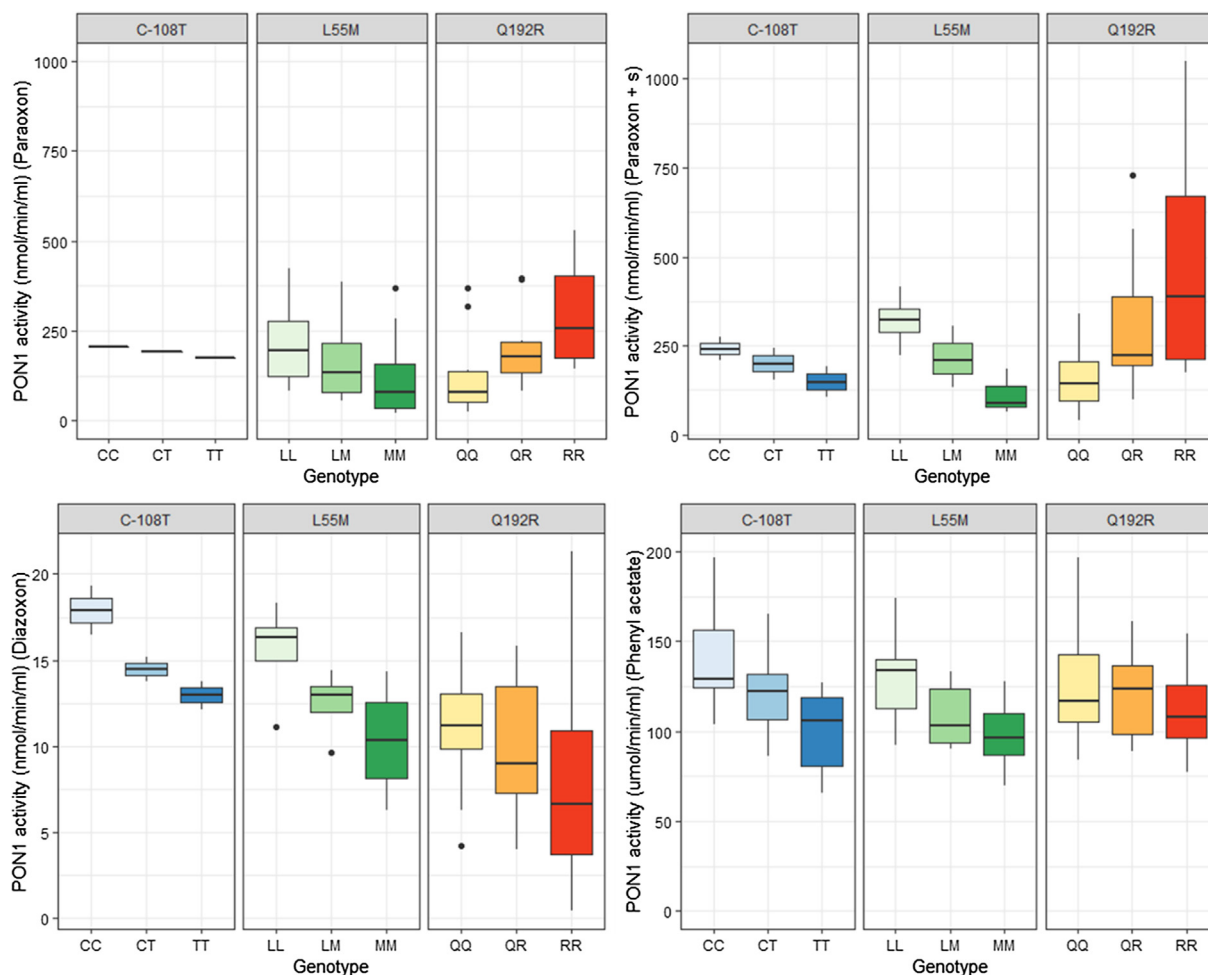 C-108T L55M Q192R
PON1 activity (nmol/min/ml) (Paraoxon)
1000
750
500
250
0
CC CT TT LL LM MM QQ QR RR
Genotype
C-108T L55M Q192R
PON1 activity (nmol/min/ml) (Paraoxon + s)
1000
750
500
250
0
CC CT TT LL LM MM QQ QR RR
Genotype
C-108T L55M Q192R
PON1 activity (nmol/min/ml) (Diazoxon)
20
15
10
5
0
CC CT TT LL LM MM QQ QR RR
Genotype
C-108T L55M Q192R
PON1 activity (umol/min/ml) (Phenyl acetate)
200
150
100
50
0
CC CT TT LL LM MM QQ QR RR
Genotype